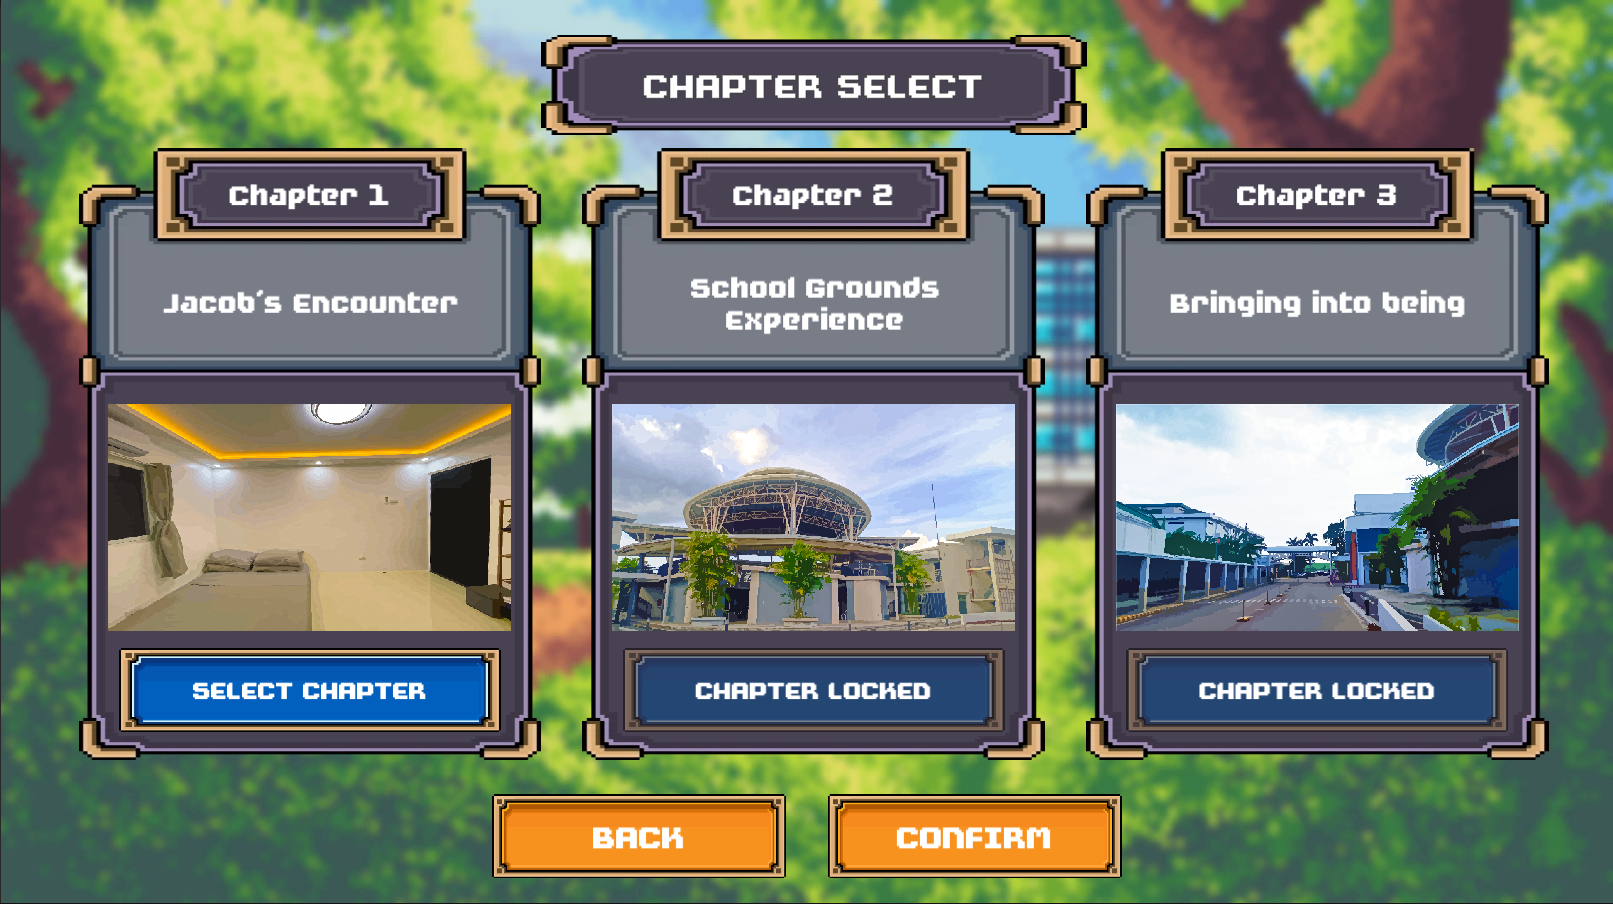 CHAPTER SELECT
Chapter 1
Jacob's Encounter
SELECT CHAPTER
Chapter 2
School Grounds
Experience
CHAPTER LOCKED
Chapter 3
Bringing into being
CHAPTER LOCKED
BACK
CONFIRM